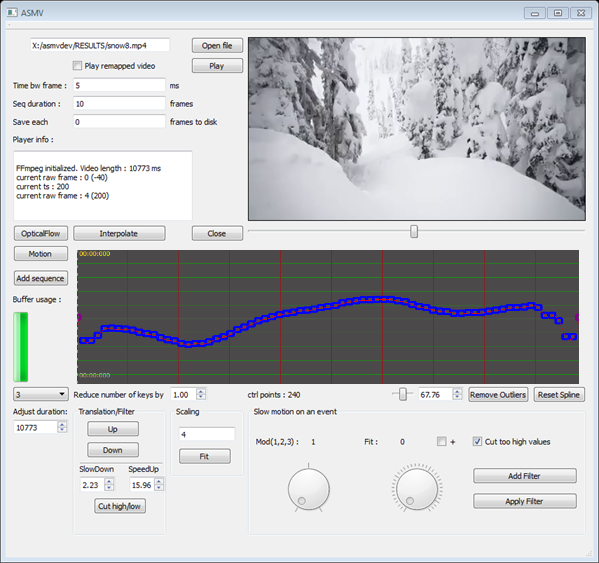 ASMV
X:/asmvdev/RESULTS/snow8.mp4
Open file
Play remapped video
Play
Time bw frame :
5
ms
Seq duration :
10
frames
Save each
0
frames to disk
Player info :
FFmpeg initialized. Video length : 10773 ms
current raw frame : 0 (-40)
current ts : 200
current raw frame : 4 (200)
OpticalFlow
Interpolate
Close
Motion
Add sequence
Buffer usage :
00:00:000
00:00:000
3
Reduce number of keys by
1.00
ctrl points : 240
67.76
Remove Outliers
Reset Spline
Adjust duration:
10773
Translation/Filter
Up
Down
SlowDown
SpeedUp
2.23
15.96
Cut high/low
Scaling
4
Fit
Slow motion on an event
Mod(1,2,3) :
1
Fit :
0
+
Cut too high values
Add Filter
Apply Filter